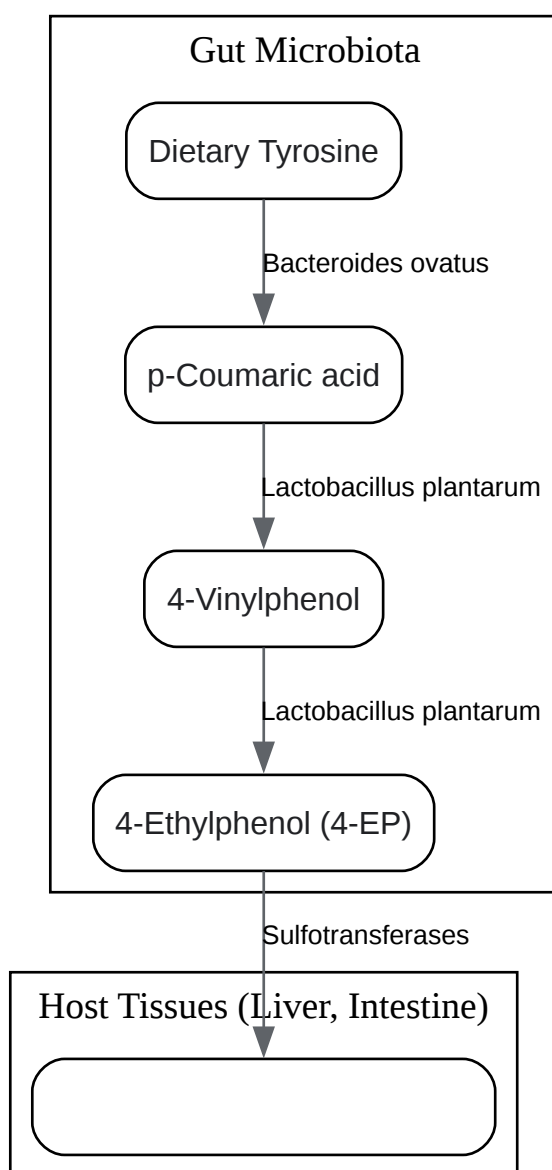 Gut Microbiota
Dietary Tyrosine
Bacteroides ovatus
p-Coumaric acid
Lactobacillus plantarum
4-Vinylphenol
Lactobacillus plantarum
4-Ethylphenol (4-EP)
Sulfotransferases
Host Tissues (Liver, Intestine)